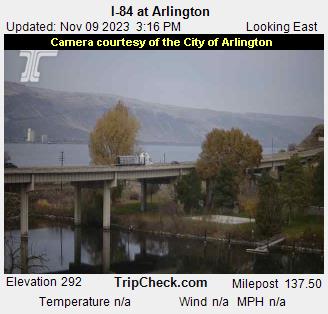 I-84 at Arlington
Updated: Nov 09 2023 3:16 PM Looking East
Camera courtesy of the City of Arlington
Elevation 292 TripCheck.com Milepost 137.50
Temperature n/a Wind n/a MPH n/a